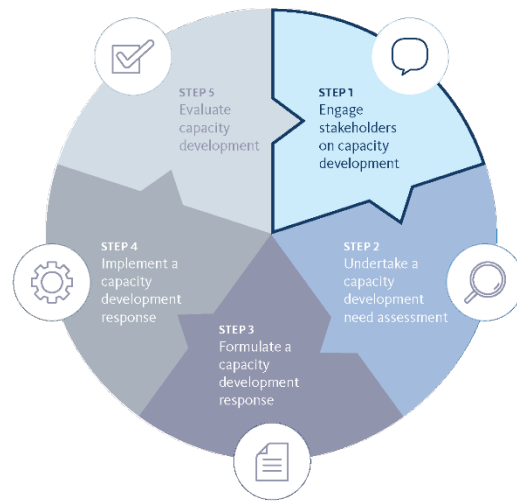 STEP 1
Engage
stakeholders
on capacity
development
STEP 2
Undertake a
capacity
development
need assessment
STEP 3
Formulate a
capacity
development
response
STEP 4
Implement a
capacity
development
response
STEP 5
Evaluate
capacity
development